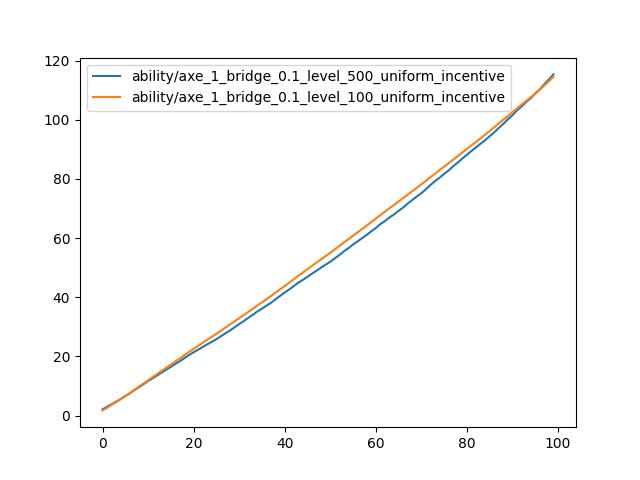 ability/axe_1_bridge_0.1_level_500_uniform_incentive
ability/axe_1_bridge_0.1_level_100_uniform_incentive
120
100
80
60
40
20
0
0 20 40 60 80 100